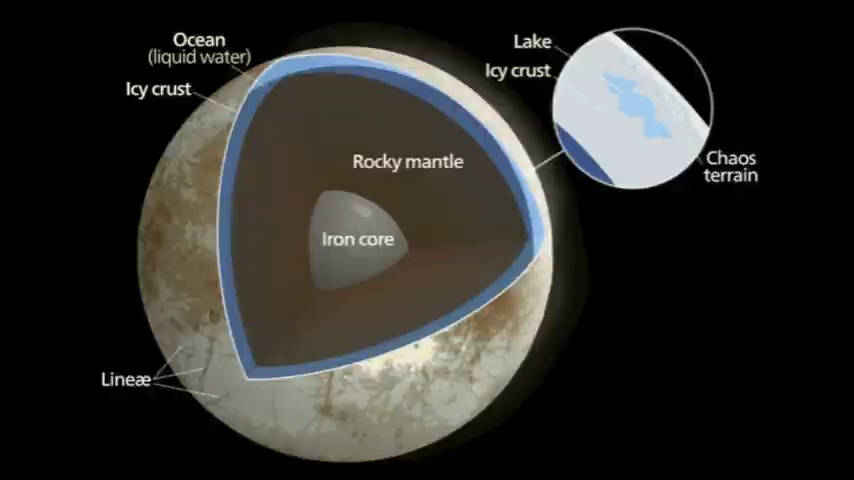 Ocean
(liquid water)
Icy crust
Rocky mantle
Iron core
Lineæ
Lake
Icy crust
Chaos
terrain